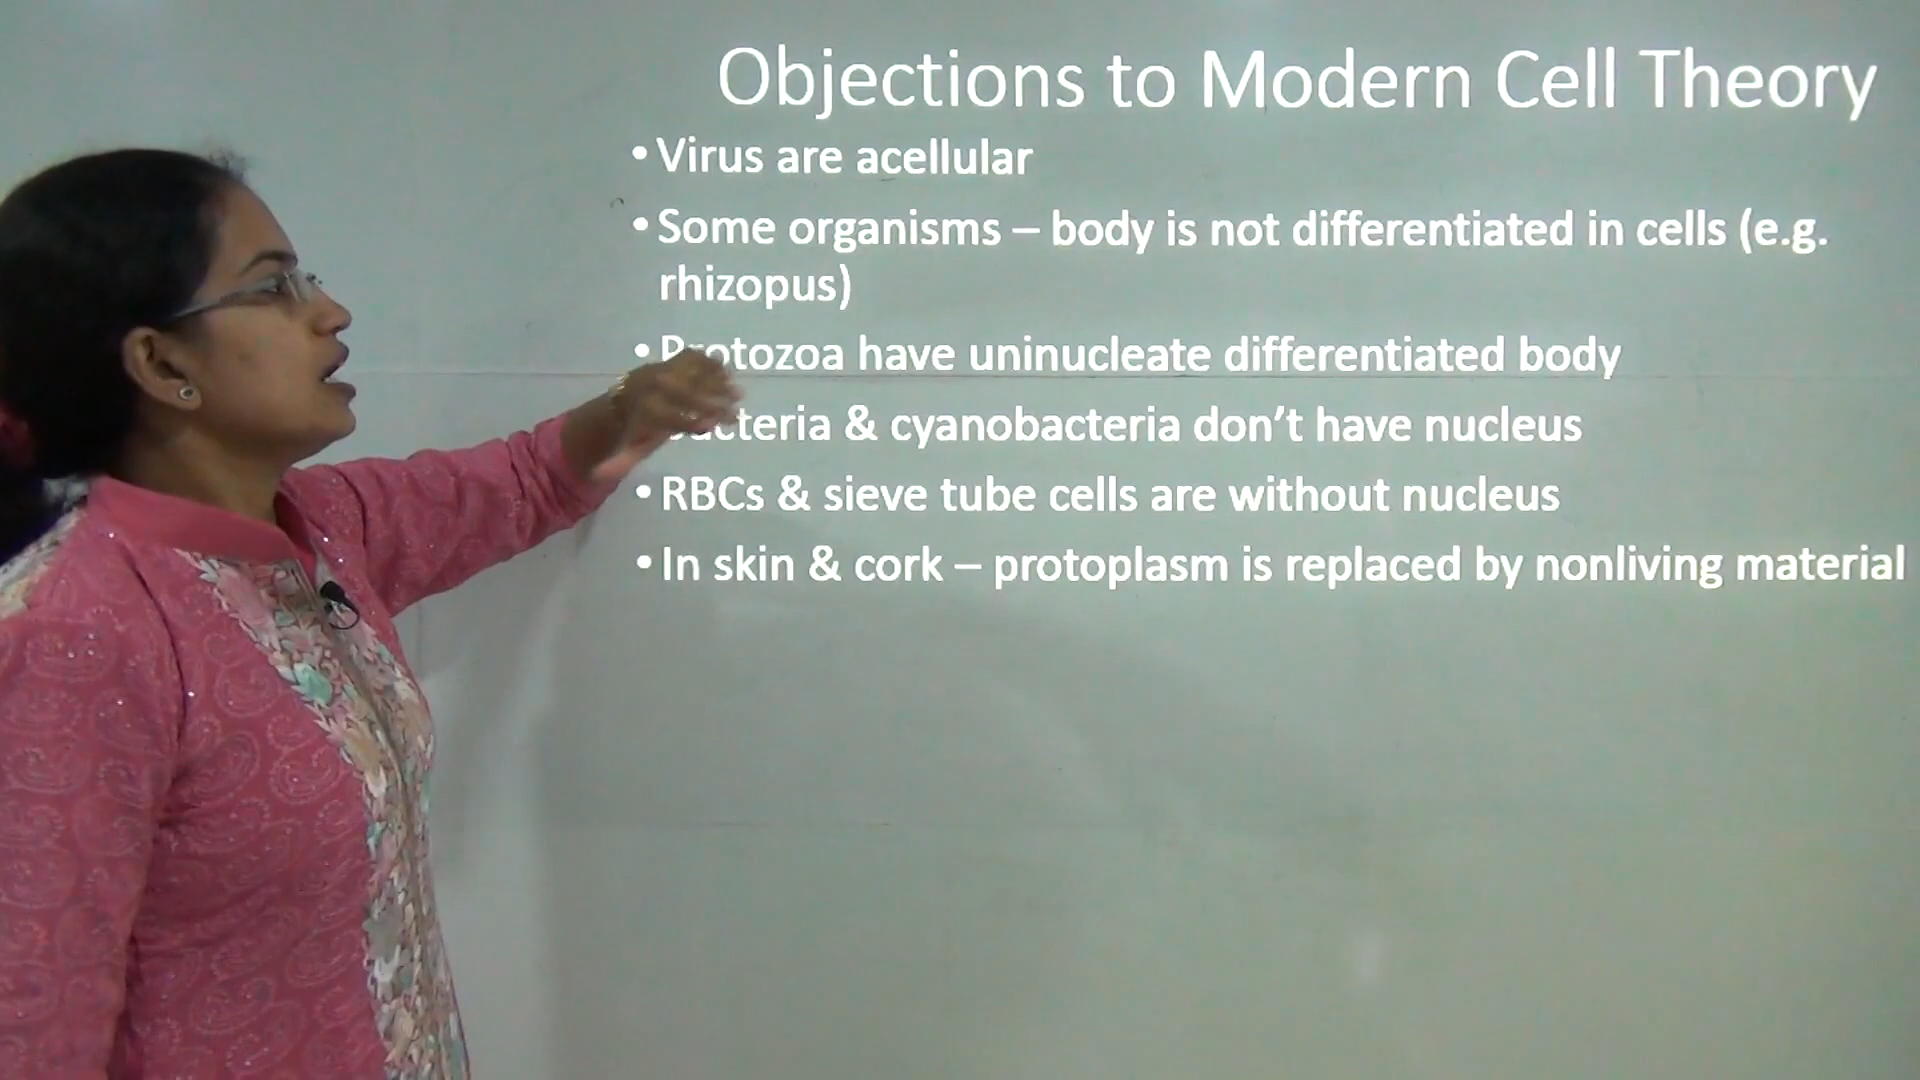 Objections to Modern Cell Theory
• Virus are acellular
• Some organisms – body is not differentiated in cells (e.g.
rhizopus)
• Protozoa have uninucleate differentiated body
Bacteria & cyanobacteria don't have nucleus
• RBCs & sieve tube cells are without nucleus
• In skin & cork – protoplasm is replaced by nonliving material